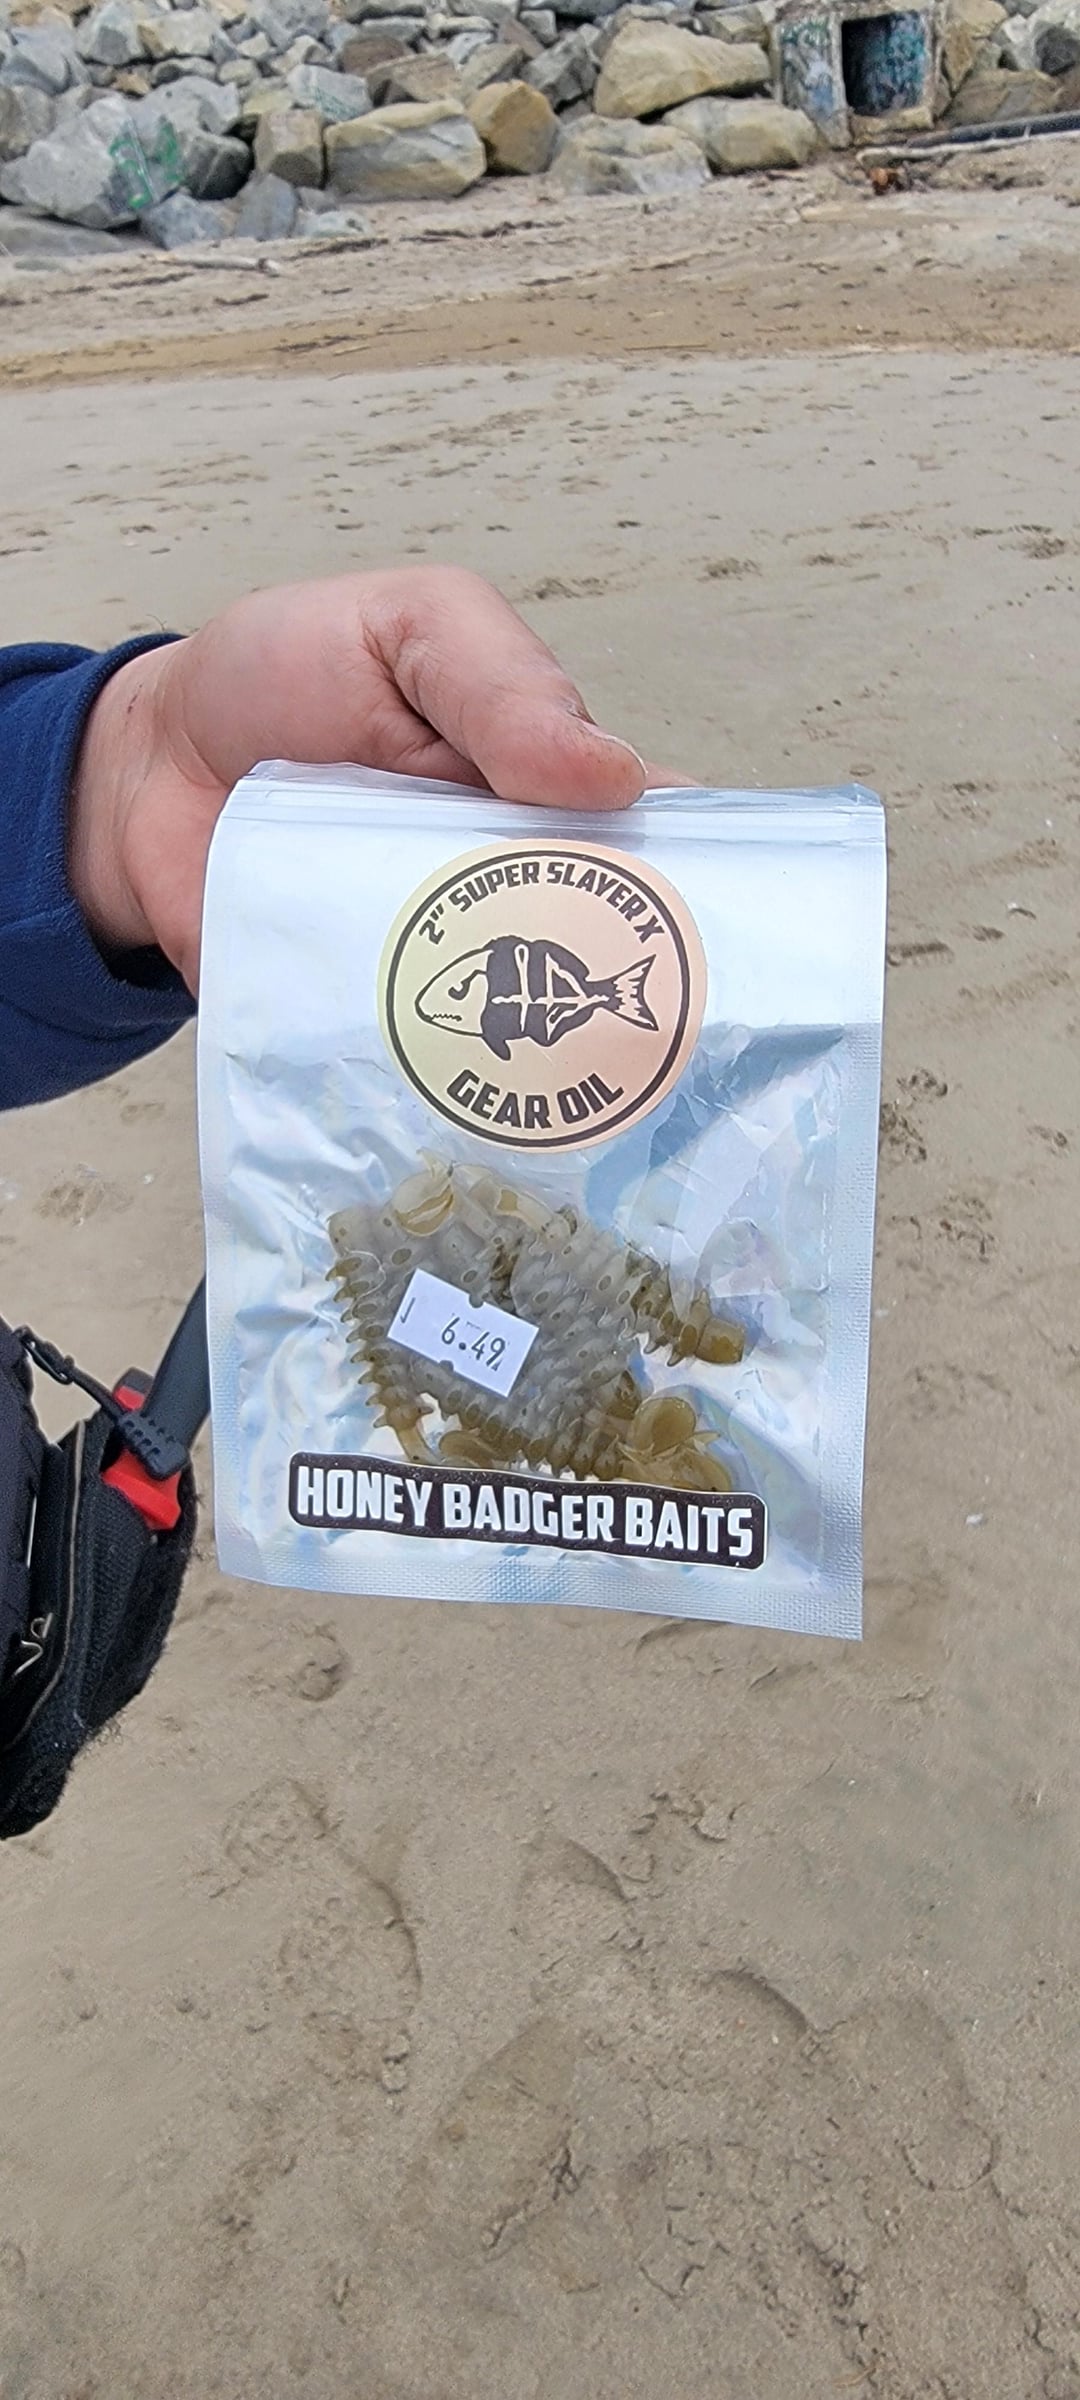 2" SUPER SLAYER X
GEAR OIL
6.49
HONEY BADGER BAITS